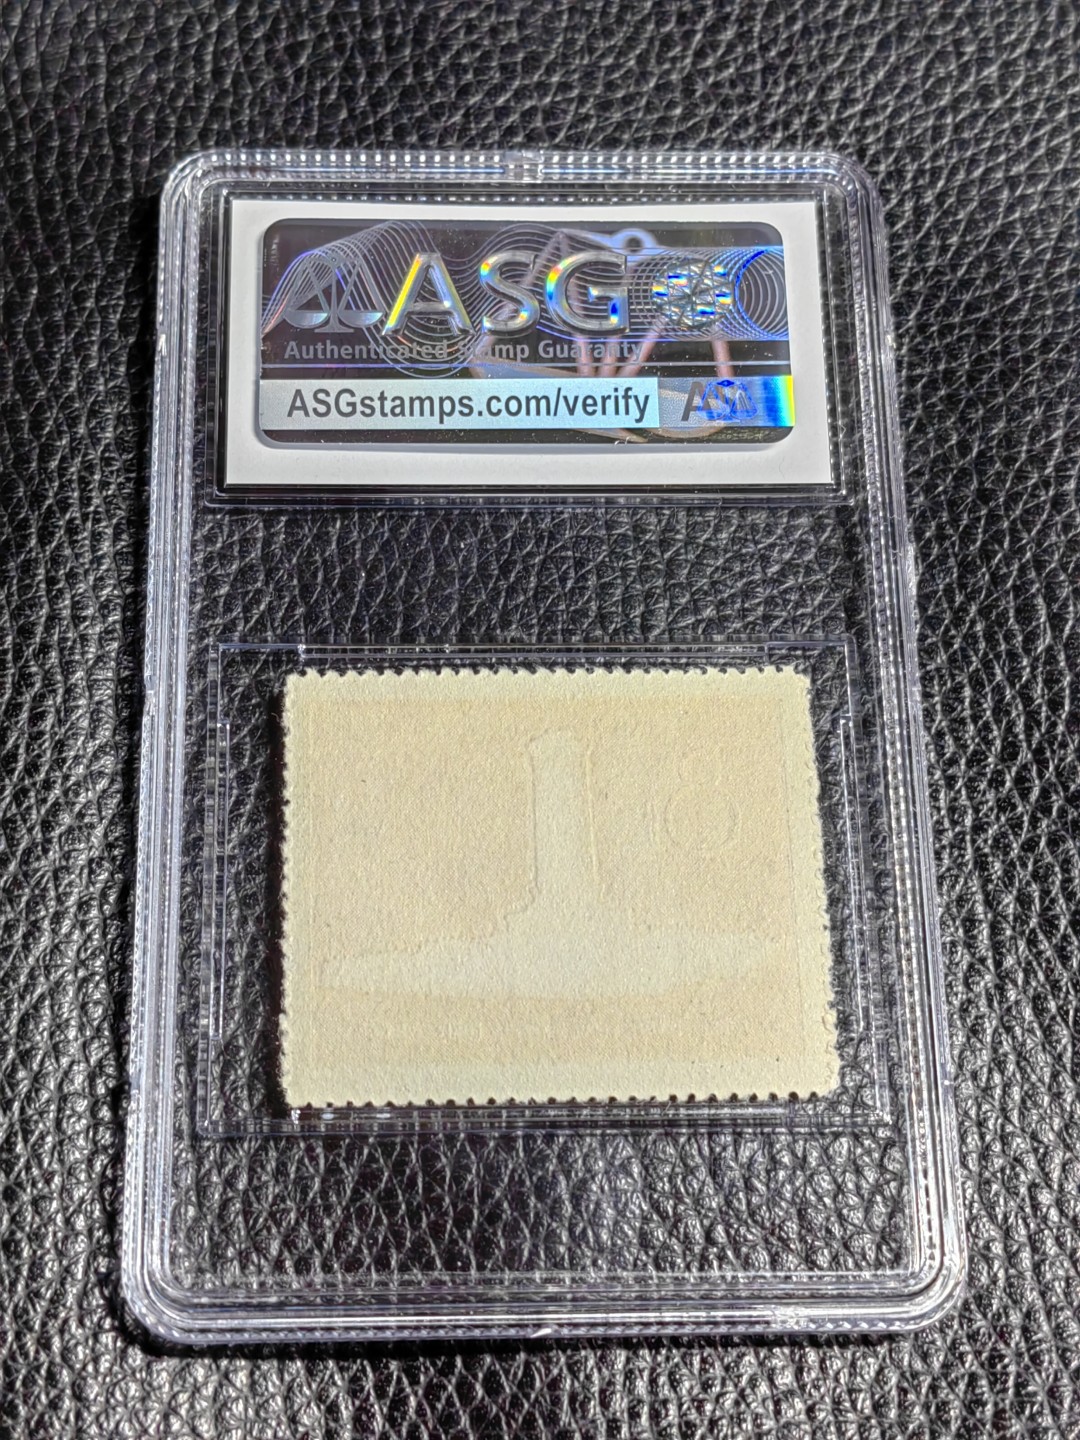 ASG
Authenticated Stamp Guaranty
ASGstamps.com/verify